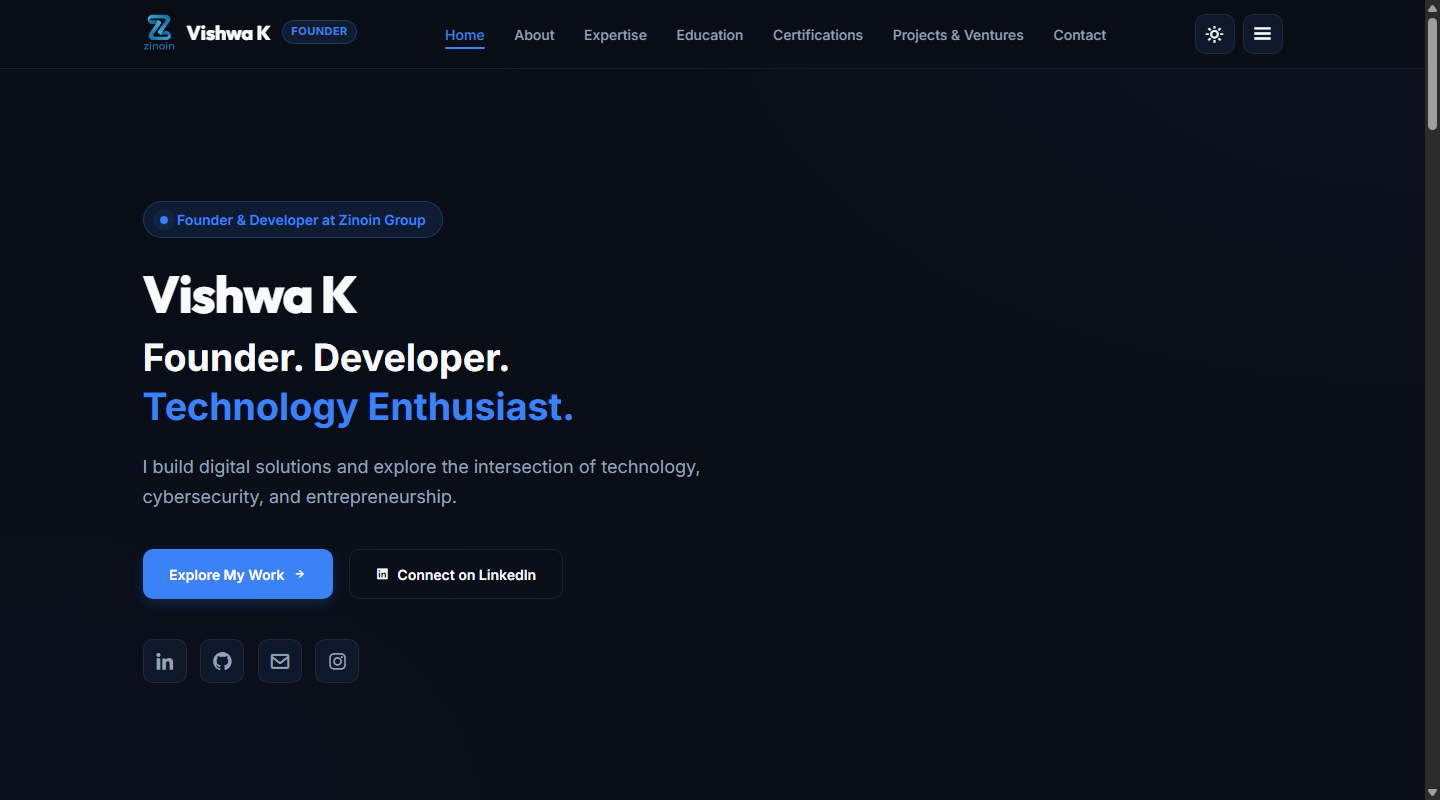 zinoin
Vishwa K
FOUNDER
Home
About
Expertise
Education
Certifications
Projects & Ventures
Contact
Founder & Developer at Zinoin Group
Vishwa K
Founder. Developer.
Technology Enthusiast.
I build digital solutions and explore the intersection of technology,
cybersecurity, and entrepreneurship.
Explore My Work →
Connect on LinkedIn